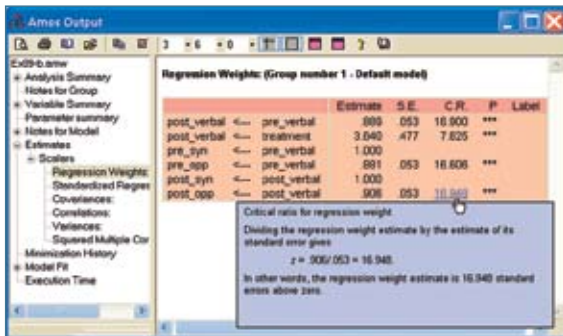 Amos Output
3 6 0
Ex09-b.amw
Analysis Summary
Notes for Group
Variable Summary
Parameter summary
Notes for Model
Estimates
Scalars
Regression Weights:
Standardized Regres
Covariances:
Correlations:
Variances:
Squared Multiple Cor
Minimization History
Model Fit
Execution Time
Regression Weights: (Group number 1 - Default model)
Estimate S.E. C.R. P Label
post_verbal <--- pre_verbal .889 .053 16.900 ***
post_verbal <--- treatment 3.640 .477 7.625 ***
pre_syn <--- pre_verbal 1.000
pre_opp <--- pre_verbal .881 .053 16.606 ***
post_syn <--- post_verbal 1.000
post_opp <--- post_verbal .906 .053 16.948 ***
Critical ratio for regression weight
Dividing the regression weight estimate by the estimate of its
standard error gives
z = .906/.053 = 16.948.
In other words, the regression weight estimate is 16.948 standard
errors above zero.